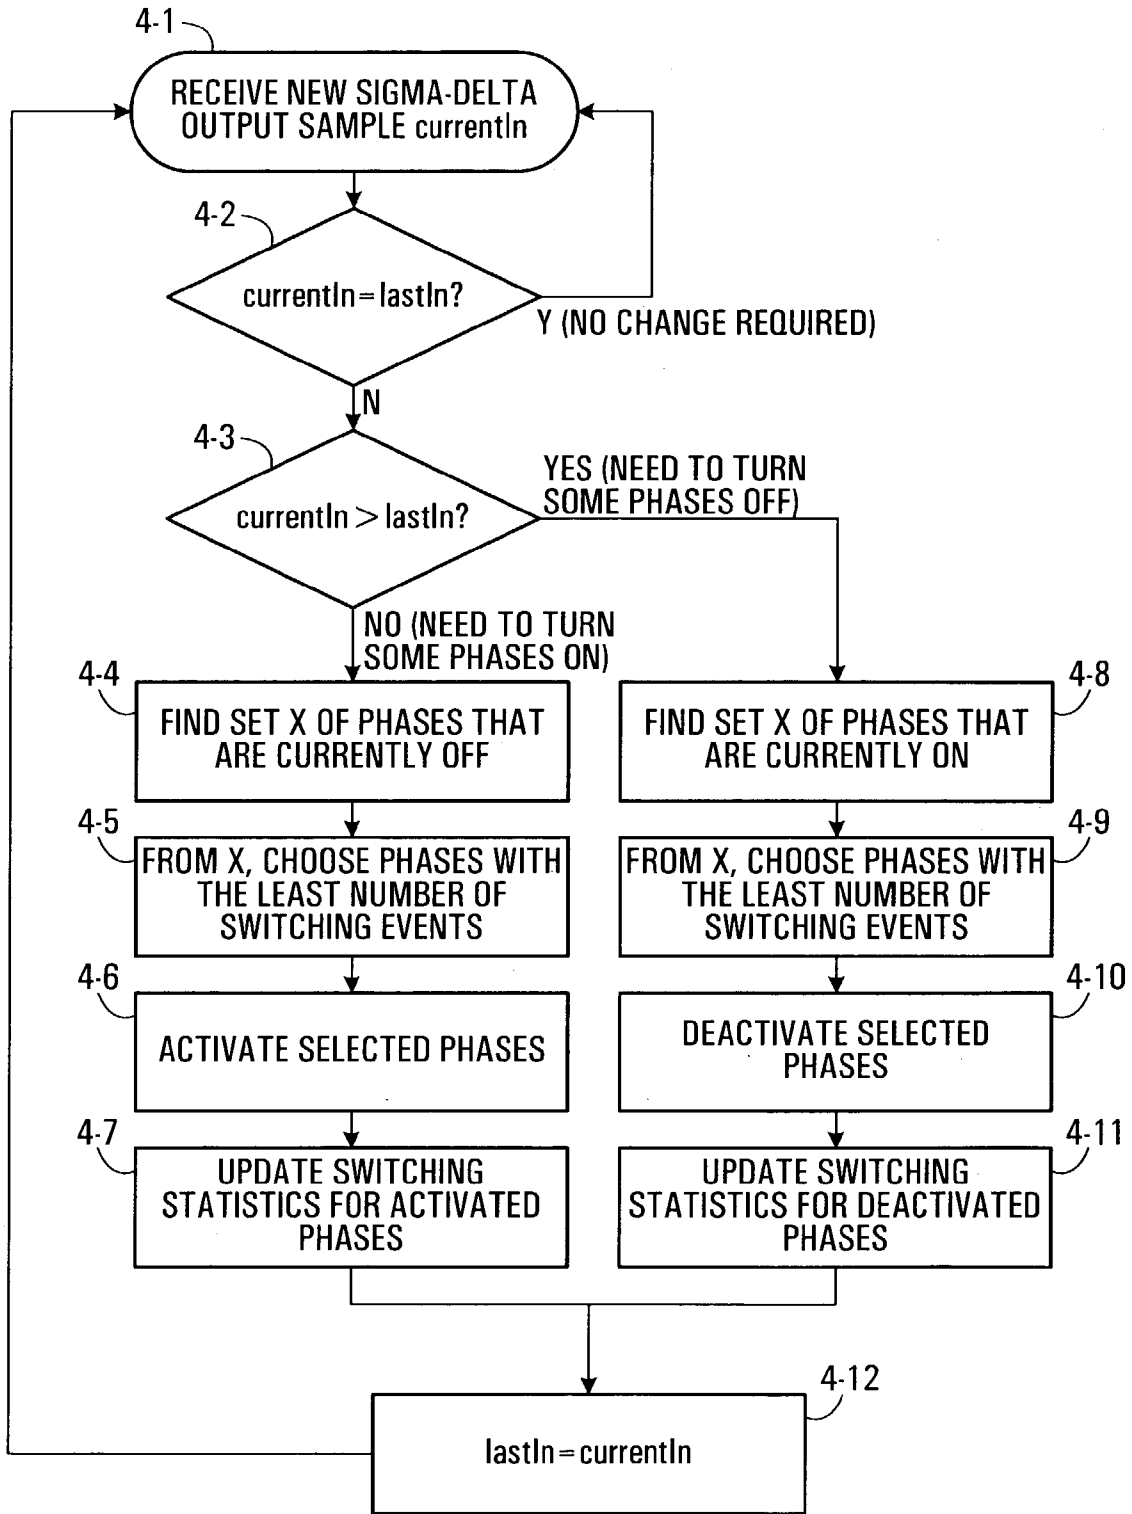 4-1
RECEIVE NEW SIGMA-DELTA
OUTPUT SAMPLE currentIn
4-2
currentIn=lastIn?
Y (NO CHANGE REQUIRED)
N
4-3
currentIn > lastIn?
YES (NEED TO TURN
SOME PHASES OFF)
NO (NEED TO TURN
SOME PHASES ON)
4-4
FIND SET X OF PHASES THAT
ARE CURRENTLY OFF
4-8
FIND SET X OF PHASES THAT
ARE CURRENTLY ON
4-5
FROM X, CHOOSE PHASES WITH
THE LEAST NUMBER OF
SWITCHING EVENTS
4-9
FROM X, CHOOSE PHASES WITH
THE LEAST NUMBER OF
SWITCHING EVENTS
4-6
ACTIVATE SELECTED PHASES
4-10
DEACTIVATE SELECTED
PHASES
4-7
UPDATE SWITCHING
STATISTICS FOR ACTIVATED
PHASES
4-11
UPDATE SWITCHING
STATISTICS FOR DEACTIVATED
PHASES
4-12
lastIn=currentIn